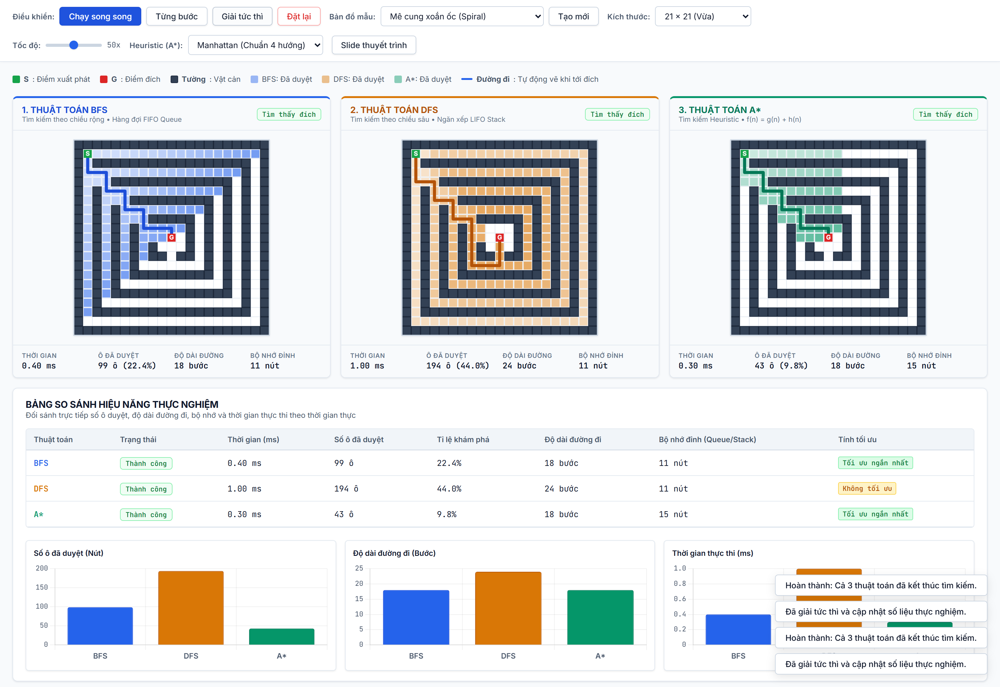 Điều khiển: Chạy song song Từng bước Giải tức thì Đặt lại Bản đồ mẫu: Mê cung xoắn ốc (Spiral) Tạo mới Kích thước: 21 × 21 (Vừa)
Tốc độ: 50x Heuristic (A*): Manhattan (Chuẩn 4 hướng) Slide thuyết trình
S : Điểm xuất phát G : Điểm đích Tường : Vật cản BFS: Đã duyệt DFS: Đã duyệt A*: Đã duyệt Đường đi : Tự động vẽ khi tới đích
1. THUẬT TOÁN BFS
Tìm kiếm theo chiều rộng • Hàng đợi FIFO Queue
Tìm thấy đích
S
G
THỜI GIAN Ô ĐÃ DUYỆT ĐỘ DÀI ĐƯỜNG BỘ NHỚ ĐỈNH
0.40 ms 99 ô (22.4%) 18 bước 11 nút
2. THUẬT TOÁN DFS
Tìm kiếm theo chiều sâu • Ngăn xếp LIFO Stack
Tìm thấy đích
S
G
THỜI GIAN Ô ĐÃ DUYỆT ĐỘ DÀI ĐƯỜNG BỘ NHỚ ĐỈNH
1.00 ms 194 ô (44.0%) 24 bước 11 nút
3. THUẬT TOÁN A*
Tìm kiếm Heuristic • f(n) = g(n) + h(n)
Tìm thấy đích
S
G
THỜI GIAN Ô ĐÃ DUYỆT ĐỘ DÀI ĐƯỜNG BỘ NHỚ ĐỈNH
0.30 ms 43 ô (9.8%) 18 bước 15 nút
BẢNG SO SÁNH HIỆU NĂNG THỰC NGHIỆM
Đối sánh trực tiếp số ô duyệt, độ dài đường đi, bộ nhớ và thời gian thực thi theo thời gian thực
Thuật toán Trạng thái Thời gian (ms) Số ô đã duyệt Tỉ lệ khám phá Độ dài đường đi Bộ nhớ đỉnh (Queue/Stack) Tính tối ưu
BFS Thành công 0.40 ms 99 ô 22.4% 18 bước 11 nút Tối ưu ngắn nhất
DFS Thành công 1.00 ms 194 ô 44.0% 24 bước 11 nút Không tối ưu
A* Thành công 0.30 ms 43 ô 9.8% 18 bước 15 nút Tối ưu ngắn nhất
Số ô đã duyệt (Nút)
200
150
100
50
0
BFS DFS A*
Độ dài đường đi (Bước)
25
20
15
10
5
0
BFS DFS A*
Thời gian thực thi (ms)
1.0
0.8
0.6
0.4
0.2
0
BFS
Hoàn thành: Cả 3 thuật toán đã kết thúc tìm kiếm.
Đã giải tức thì và cập nhật số liệu thực nghiệm.
Hoàn thành: Cả 3 thuật toán đã kết thúc tìm kiếm.
Đã giải tức thì và cập nhật số liệu thực nghiệm.